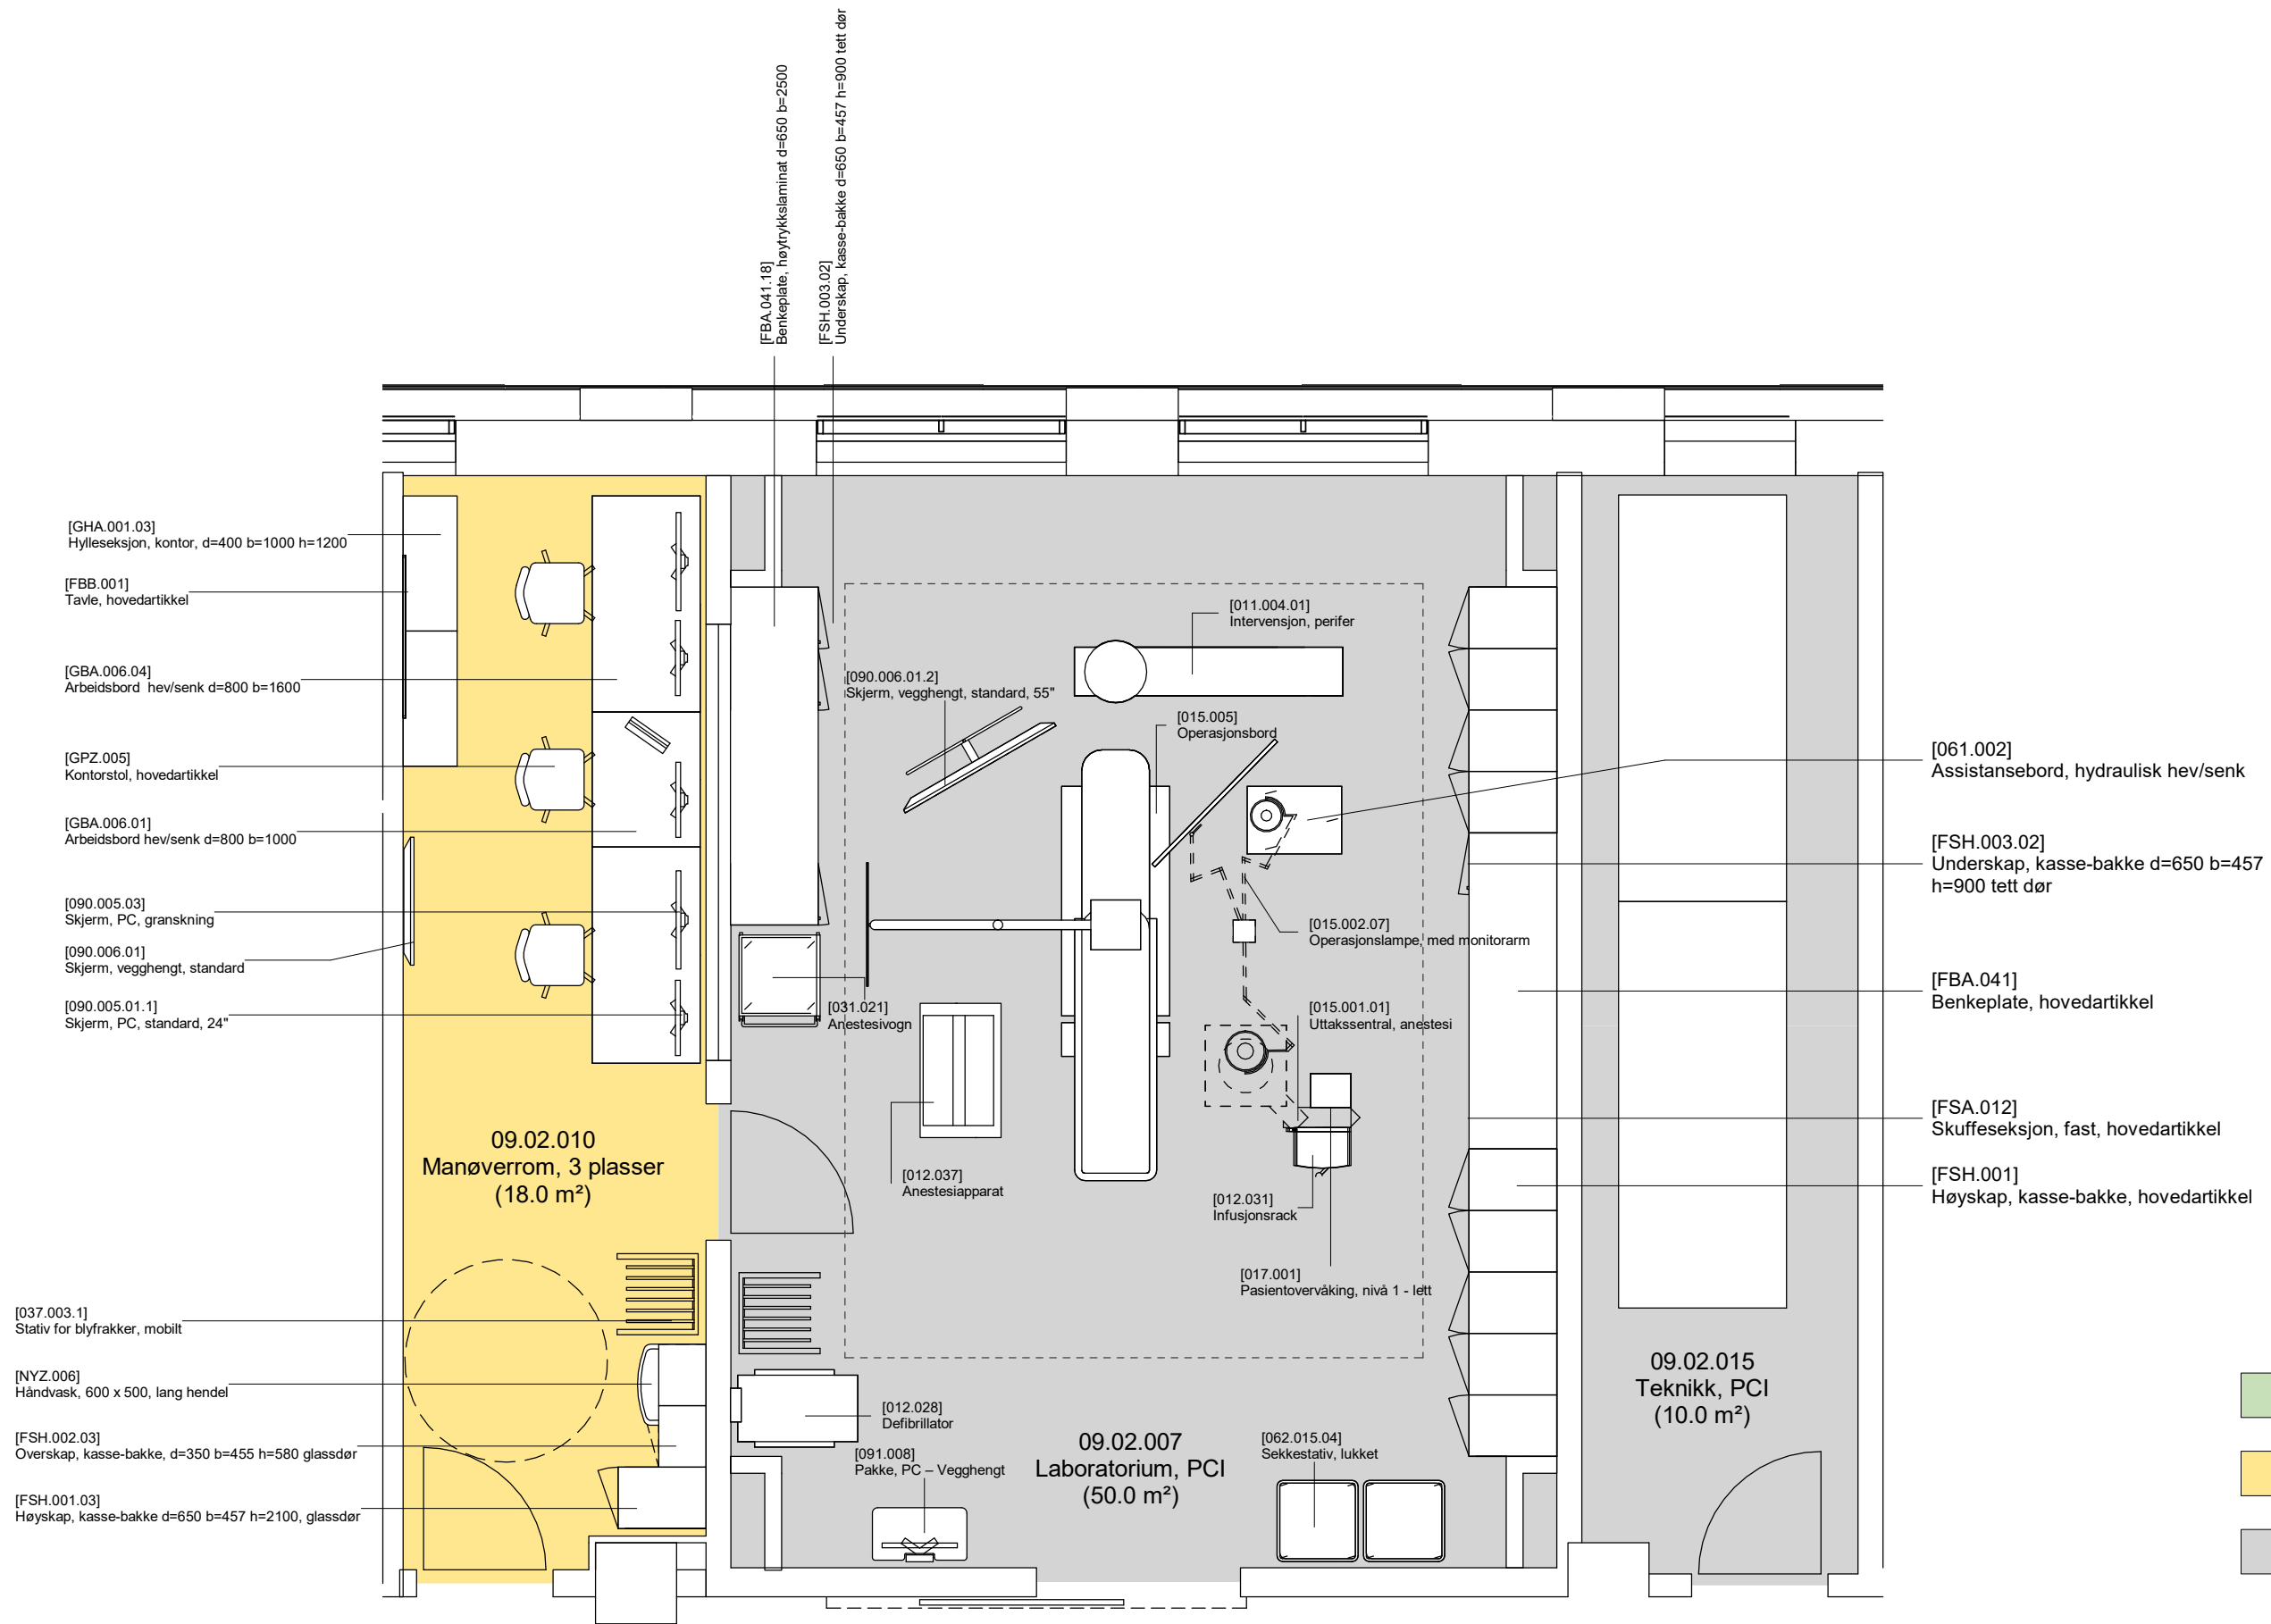 [FBA.041.18]
Benkeplate, høytrykkslaminat d=650 b=2500
[FSH.003.02]
Underskap, kasse-bakke d=650 b=457 h=900 tett dør
[GHA.001.03]
Hylleseksjon, kontor, d=400 b=1000 h=1200
[FBB.001]
Tavle, hovedartikkel
[GBA.006.04]
Arbeidsbord hev/senk d=800 b=1600
[GPZ.005]
Kontorstol, hovedartikkel
[GBA.006.01]
Arbeidsbord hev/senk d=800 b=1000
[090.005.03]
Skjerm, PC, granskning
[090.006.01]
Skjerm, vegghengt, standard
[090.005.01.1]
Skjerm, PC, standard, 24"
[037.003.1]
Stativ for blyfrakker, mobilt
[NYZ.006]
Håndvask, 600 x 500, lang hendel
[FSH.002.03]
Overskap, kasse-bakke, d=350 b=455 h=580 glassdør
[FSH.001.03]
Høyskap, kasse-bakke d=650 b=457 h=2100, glassdør
09.02.010
Manøverrom, 3 plasser
(18.0 m²)
[011.004.01]
Intervensjon, perifer
[090.006.01.2]
Skjerm, vegghengt, standard, 55"
[015.005]
Operasjonsbord
[015.002.07]
Operasjonslampe, med monitorarm
[031.021]
Anestesivogn
[015.001.01]
Uttakssentral, anestesi
[012.037]
Anestesiapparat
[012.031]
Infusjonsrack
[017.001]
Pasientovervåking, nivå 1 - lett
[012.028]
Defibrillator
[091.008]
Pakke, PC – Vegghengt
09.02.007
Laboratorium, PCI
(50.0 m²)
[062.015.04]
Sekkestativ, lukket
09.02.015
Teknikk, PCI
(10.0 m²)
[061.002]
Assistansebord, hydraulisk hev/senk
[FSH.003.02]
Underskap, kasse-bakke d=650 b=457
h=900 tett dør
[FBA.041]
Benkeplate, hovedartikkel
[FSA.012]
Skuffeseksjon, fast, hovedartikkel
[FSH.001]
Høyskap, kasse-bakke, hovedartikkel